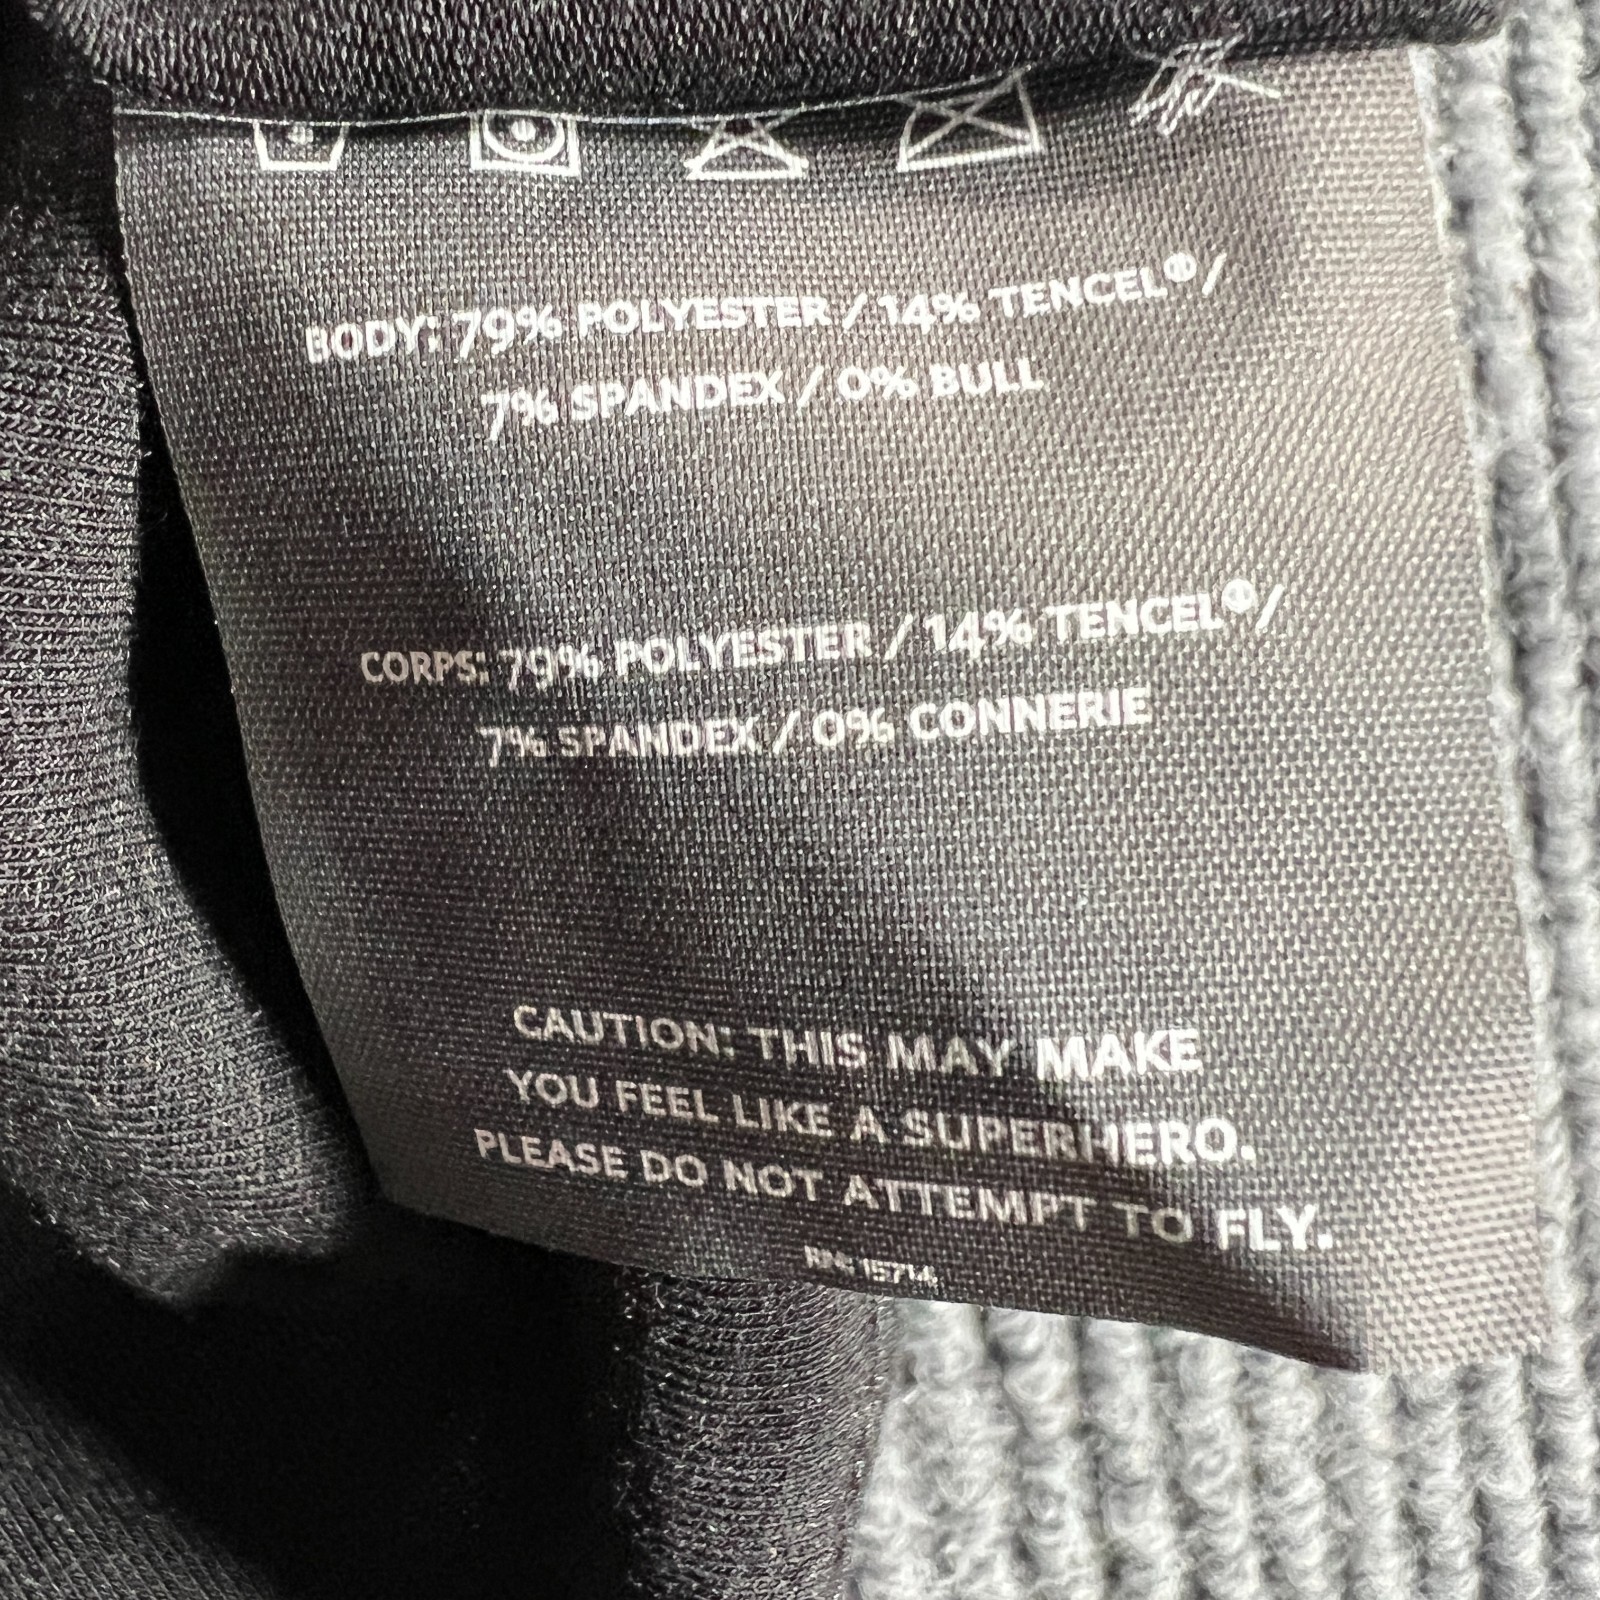 BODY: 79% POLYESTER / 14% TENCEL® /
7% SPANDEX / 0% BULL
CORPS: 79% POLYESTER / 14% TENCEL® /
7% SPANDEX / 0% CONNERIE
CAUTION: THIS MAY MAKE
YOU FEEL LIKE A SUPERHERO.
PLEASE DO NOT ATTEMPT TO FLY.